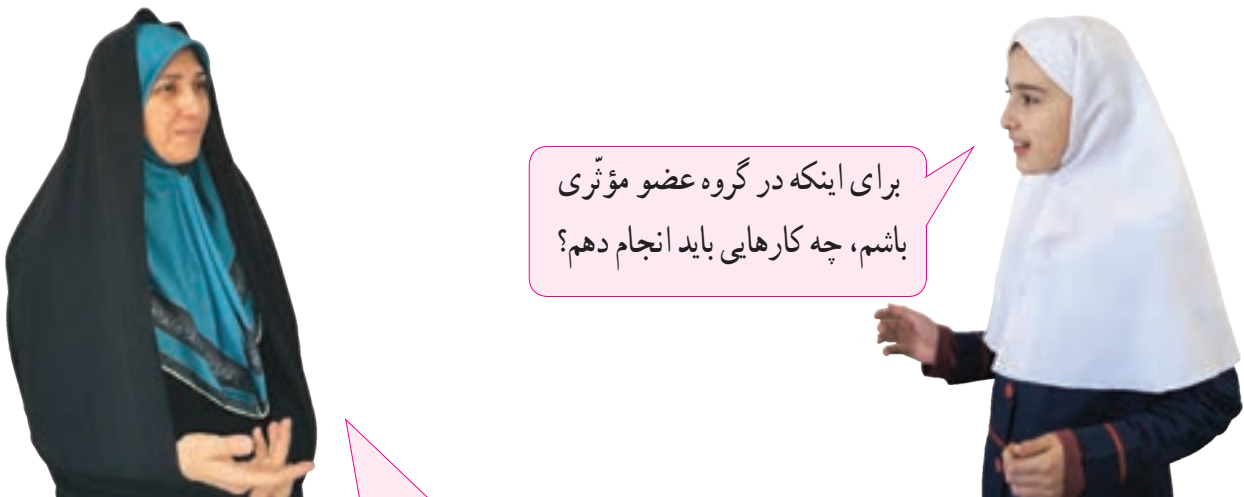 برای اینکه در گروه عضو مؤثّری
باشم، چه کارهایی باید انجام دهم؟